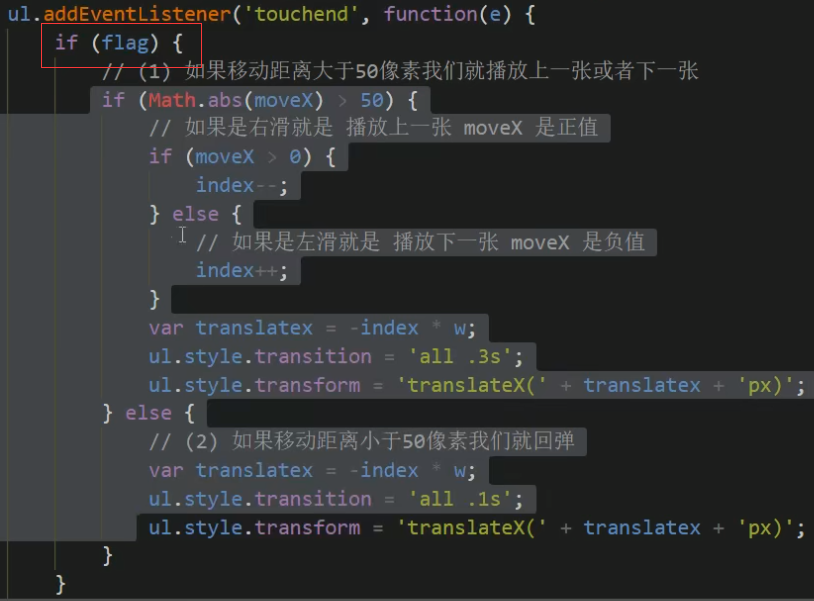 ul.addEventListener('touchend', function(e) {
if (flag) {
// (1) 如果移动距离大于50像素我们就播放上一张或者下一张
if (Math.abs(moveX) > 50) {
// 如果是右滑就是 播放上一张 moveX 是正值
if (moveX > 0) {
index--;
} else {
// 如果是左滑就是 播放下一张 moveX 是负值
index++;
}
var translatex = -index * w;
ul.style.transition = 'all .3s';
ul.style.transform = 'translateX(' + translatex + 'px)';
} else {
// (2) 如果移动距离小于50像素我们就回弹
var translatex = -index * w;
ul.style.transition = 'all .1s';
ul.style.transform = 'translateX(' + translatex + 'px)';
}
}